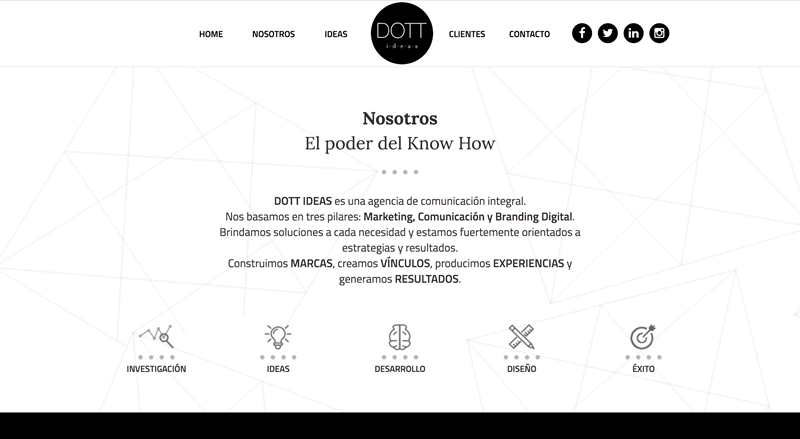 HOME NOSOTROS IDEAS DOTT CLIENTES CONTACTO
i·d·e·a·s
Nosotros
El poder del Know How
DOTT IDEAS es una agencia de comunicación integral.
Nos basamos en tres pilares: Marketing, Comunicación y Branding Digital.
Brindamos soluciones a cada necesidad y estamos fuertemente orientados a
estrategias y resultados.
Construimos MARCAS, creamos VÍNCULOS, producimos EXPERIENCIAS y
generamos RESULTADOS.
INVESTIGACIÓN IDEAS DESARROLLO DISEÑO ÉXITO